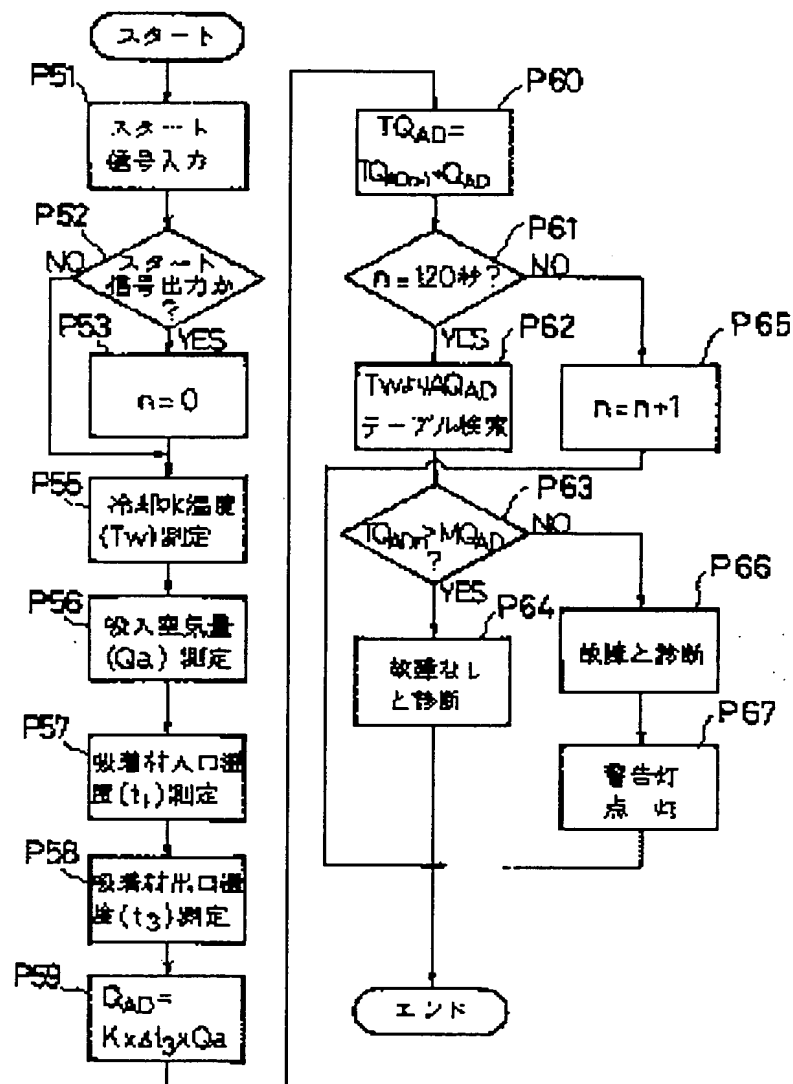 スタート
P51
スタート
信号入力
P52
スタート
信号出力か
?
NO
YES
P53
n=0
P55
冷却水温度
(Tw)測定
P56
吸入空気量
(Qa)測定
P57
吸着材入口温
度(t1)測定
P58
吸着材出口温
度(t3)測定
P59
QAD=
K×Δt3×Qa
P60
TQAD=
TQADn-1+QAD
P61
n=120秒?
NO
YES
P62
TwよりAQAD
テーブル検索
P65
n=n+1
P63
TQADn>MQAD
?
NO
YES
P64
故障なし
と診断
P66
故障と診断
P67
警告灯
点灯
エンド